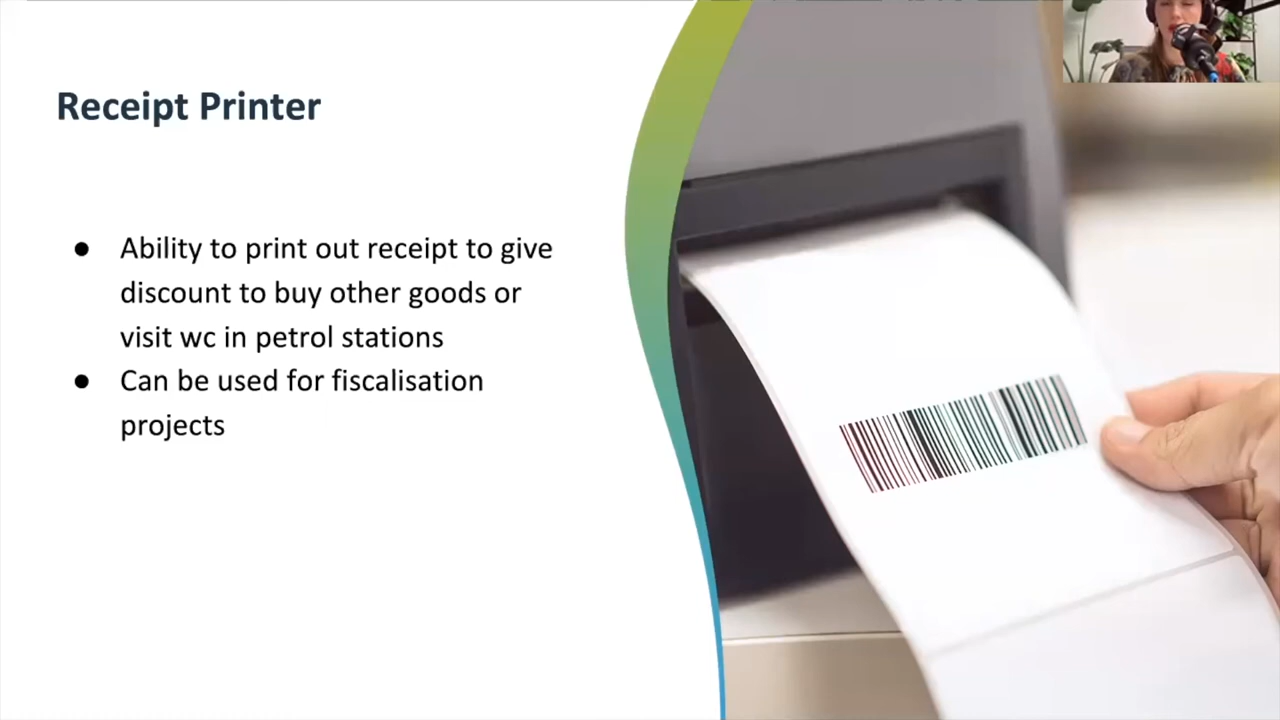 Receipt Printer
● Ability to print out receipt to give
discount to buy other goods or
visit wc in petrol stations
● Can be used for fiscalisation
projects